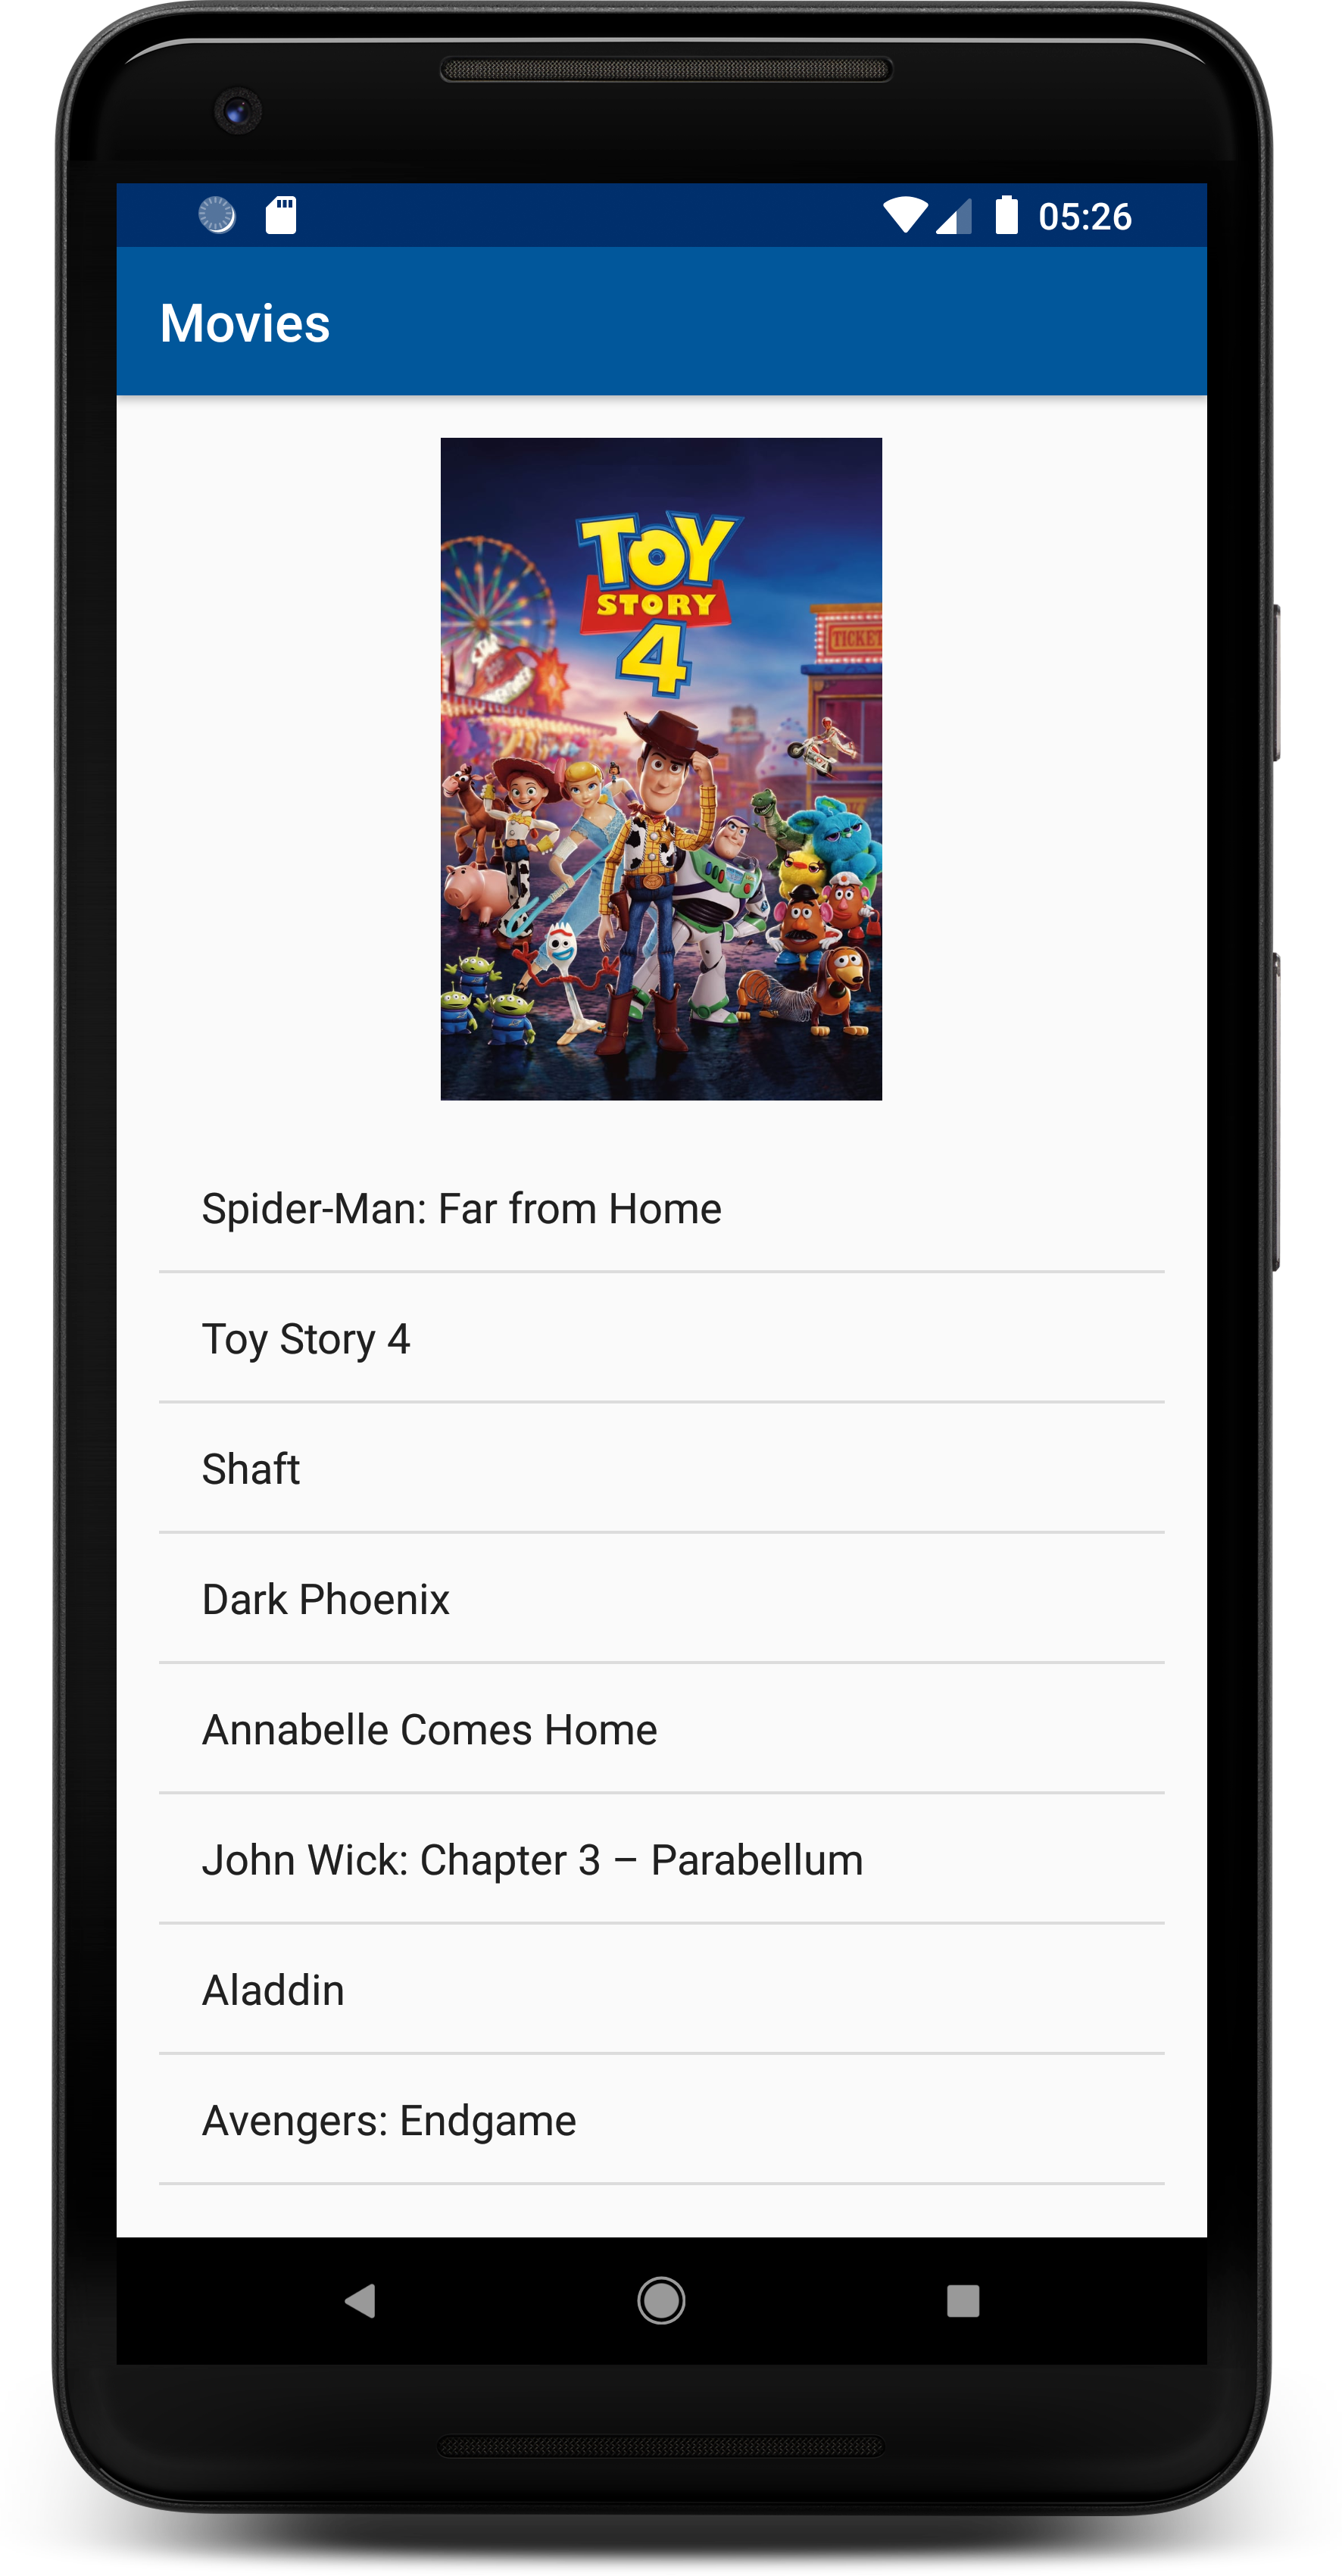 05:26
Movies
TOY
STORY
4
TICKET
Spider-Man: Far from Home
Toy Story 4
Shaft
Dark Phoenix
Annabelle Comes Home
John Wick: Chapter 3 – Parabellum
Aladdin
Avengers: Endgame